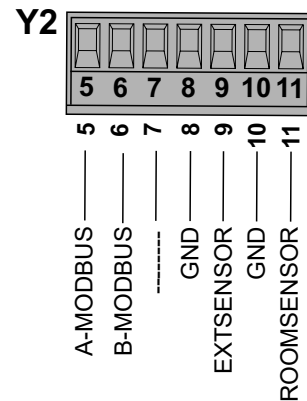 Y2
5 6 7 8 9 10 11
5 6 7 8 9 10 11
A-MODBUS
B-MODBUS
--------
GND
EXTSENSOR
GND
ROOMSENSOR